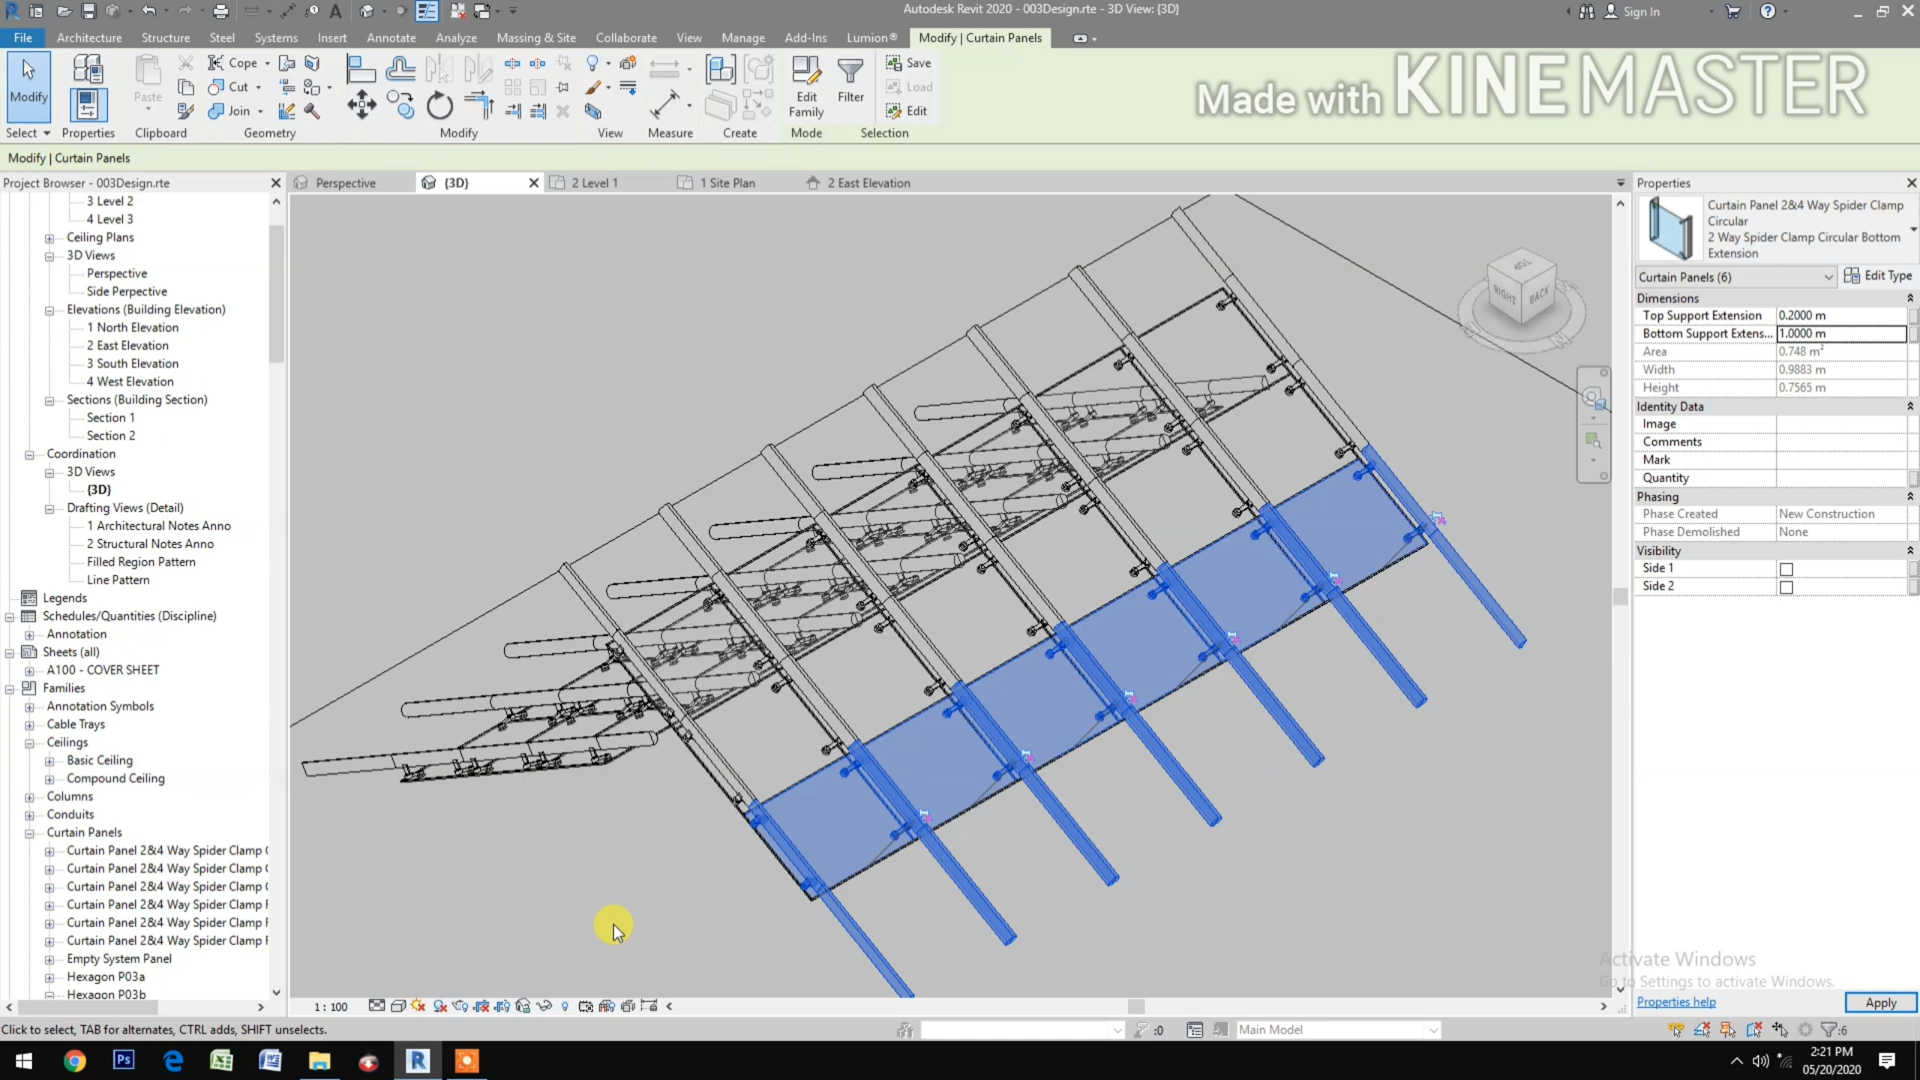 Autodesk Revit 2020 - 003Design.rte - 3D View: {3D}
Sign In
File Architecture Structure Steel Systems Insert Annotate Analyze Massing & Site Collaborate View Manage Add-Ins Lumion® Modify | Curtain Panels
Made with KINEMASTER
Modify
Paste
Cope
Cut
Join
Edit Family
Filter
Save
Load
Edit
Select Properties Clipboard Geometry Modify View Measure Create Mode Selection
Modify | Curtain Panels
Project Browser - 003Design.rte
Perspective
{3D}
2 Level 1
1 Site Plan
2 East Elevation
3 Level 2
4 Level 3
Ceiling Plans
3D Views
Perspective
Side Perpective
Elevations (Building Elevation)
1 North Elevation
2 East Elevation
3 South Elevation
4 West Elevation
Sections (Building Section)
Section 1
Section 2
Coordination
3D Views
{3D}
Drafting Views (Detail)
1 Architectural Notes Anno
2 Structural Notes Anno
Filled Region Pattern
Line Pattern
Legends
Schedules/Quantities (Discipline)
Annotation
Sheets (all)
A100 - COVER SHEET
Families
Annotation Symbols
Cable Trays
Ceilings
Basic Ceiling
Compound Ceiling
Columns
Conduits
Curtain Panels
Curtain Panel 2&4 Way Spider Clamp C
Curtain Panel 2&4 Way Spider Clamp C
Curtain Panel 2&4 Way Spider Clamp C
Curtain Panel 2&4 Way Spider Clamp F
Curtain Panel 2&4 Way Spider Clamp F
Curtain Panel 2&4 Way Spider Clamp F
Empty System Panel
Hexagon P03a
Hexagon P03b
TOP
RIGHT
BACK
N
Properties
Curtain Panel 2&4 Way Spider Clamp
Circular
2 Way Spider Clamp Circular Bottom
Extension
Curtain Panels (6) Edit Type
Dimensions
Top Support Extension 0.2000 m
Bottom Support Extens... 1.0000 m
Area 0.748 m²
Width 0.9883 m
Height 0.7565 m
Identity Data
Image
Comments
Mark
Quantity
Phasing
Phase Created New Construction
Phase Demolished None
Visibility
Side 1
Side 2
Activate Windows
Go to Settings to activate Windows.
Properties help Apply
1 : 100
Click to select, TAB for alternates, CTRL adds, SHIFT unselects.
:0
Main Model
:6
2:21 PM
05/20/2020